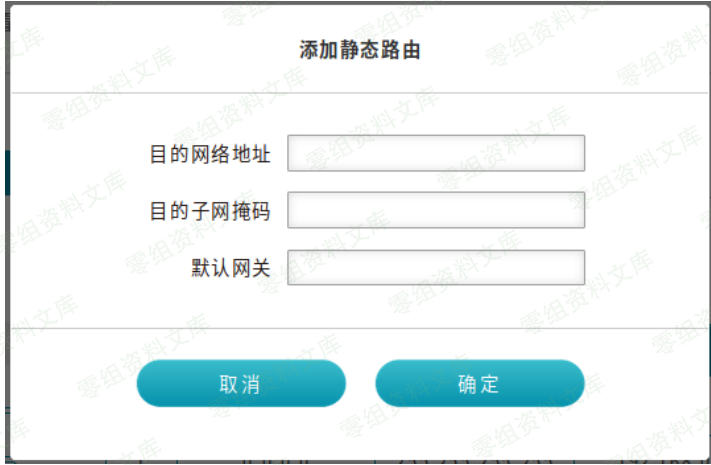 添加静态路由
目的网络地址
目的子网掩码
默认网关
取消 确定
零组资料文库